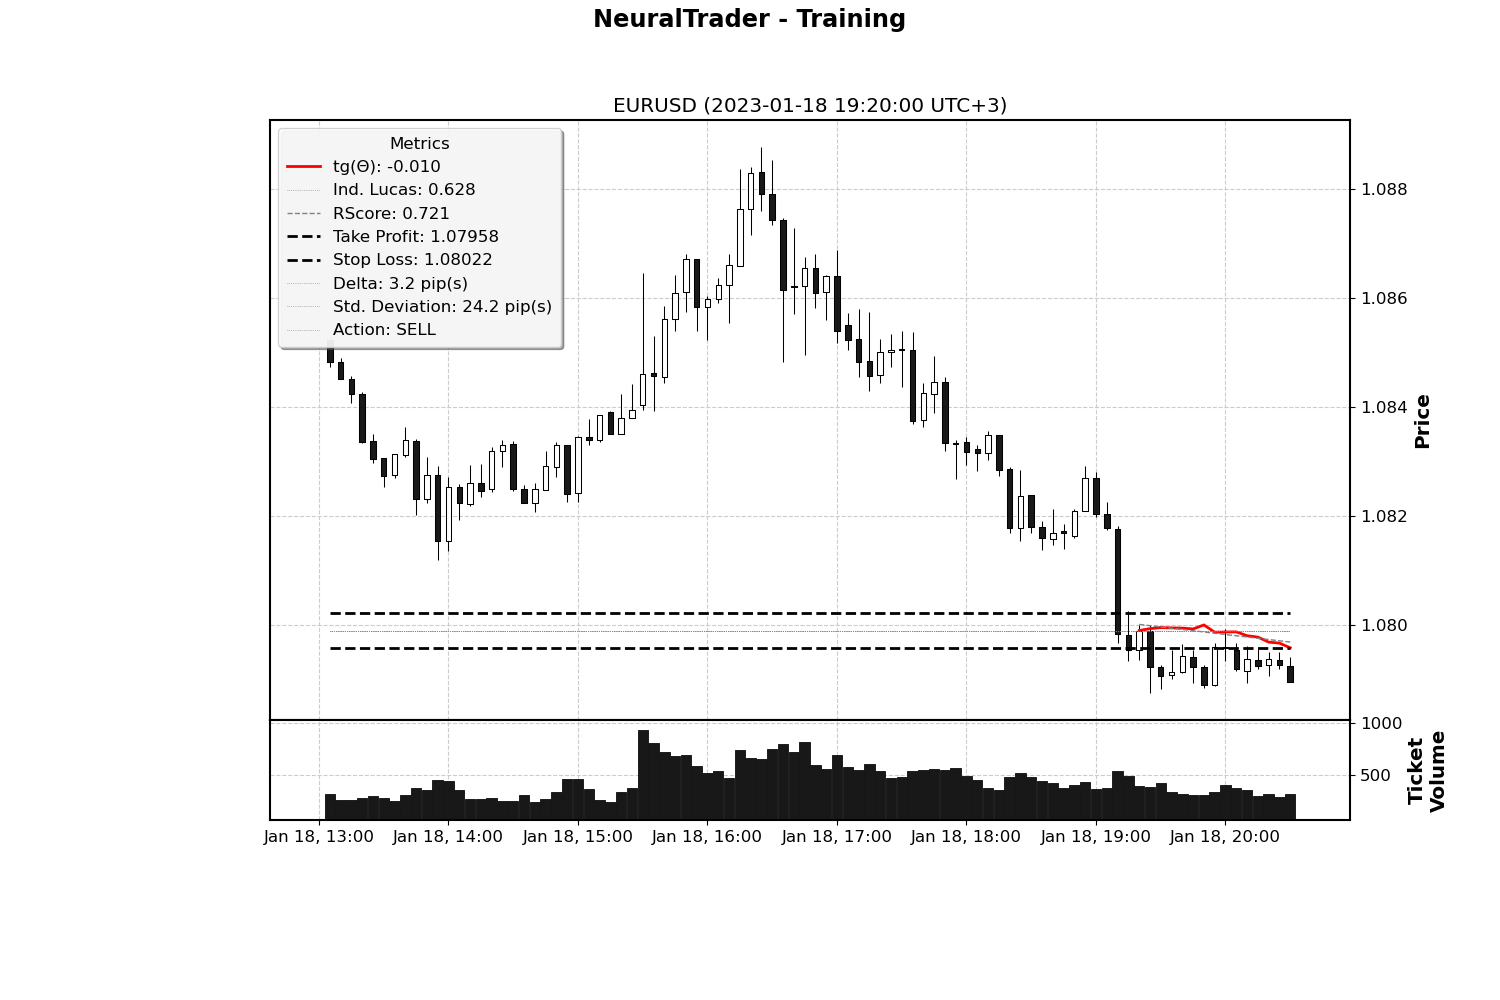 NeuralTrader - Training
EURUSD (2023-01-18 19:20:00 UTC+3)
Metrics
tg(Θ): -0.010
Ind. Lucas: 0.628
RScore: 0.721
Take Profit: 1.07958
Stop Loss: 1.08022
Delta: 3.2 pip(s)
Std. Deviation: 24.2 pip(s)
Action: SELL
1.088
1.086
1.084
1.082
1.080
Price
1000
500
Ticket
Volume
Jan 18, 13:00
Jan 18, 14:00
Jan 18, 15:00
Jan 18, 16:00
Jan 18, 17:00
Jan 18, 18:00
Jan 18, 19:00
Jan 18, 20:00